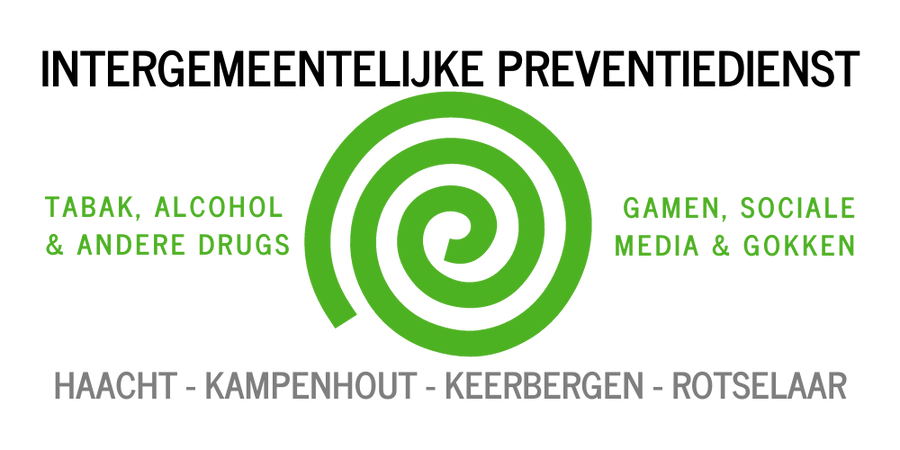 INTERGEMEENTELIJKE PREVENTIEDIENST
TABAK, ALCOHOL
& ANDERE DRUGS
GAMEN, SOCIALE
MEDIA & GOKKEN
HAACHT - KAMPENHOUT - KEERBERGEN - ROTSELAAR